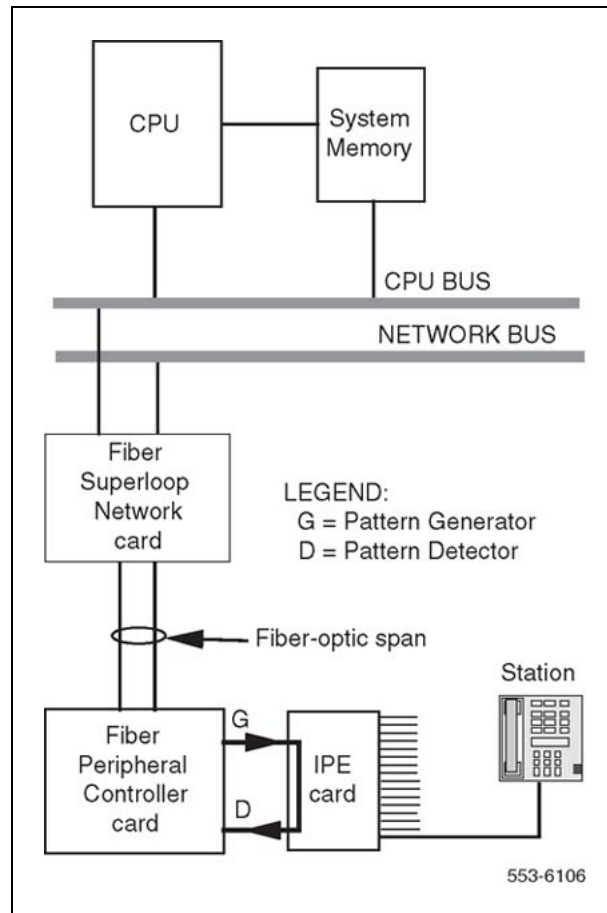 CPU
System
Memory
CPU BUS
NETWORK BUS
Fiber
Superloop
Network
card
LEGEND:
G = Pattern Generator
D = Pattern Detector
Fiber-optic span
Station
Fiber
Peripheral
Controller
card
G
D
IPE
card
553-6106